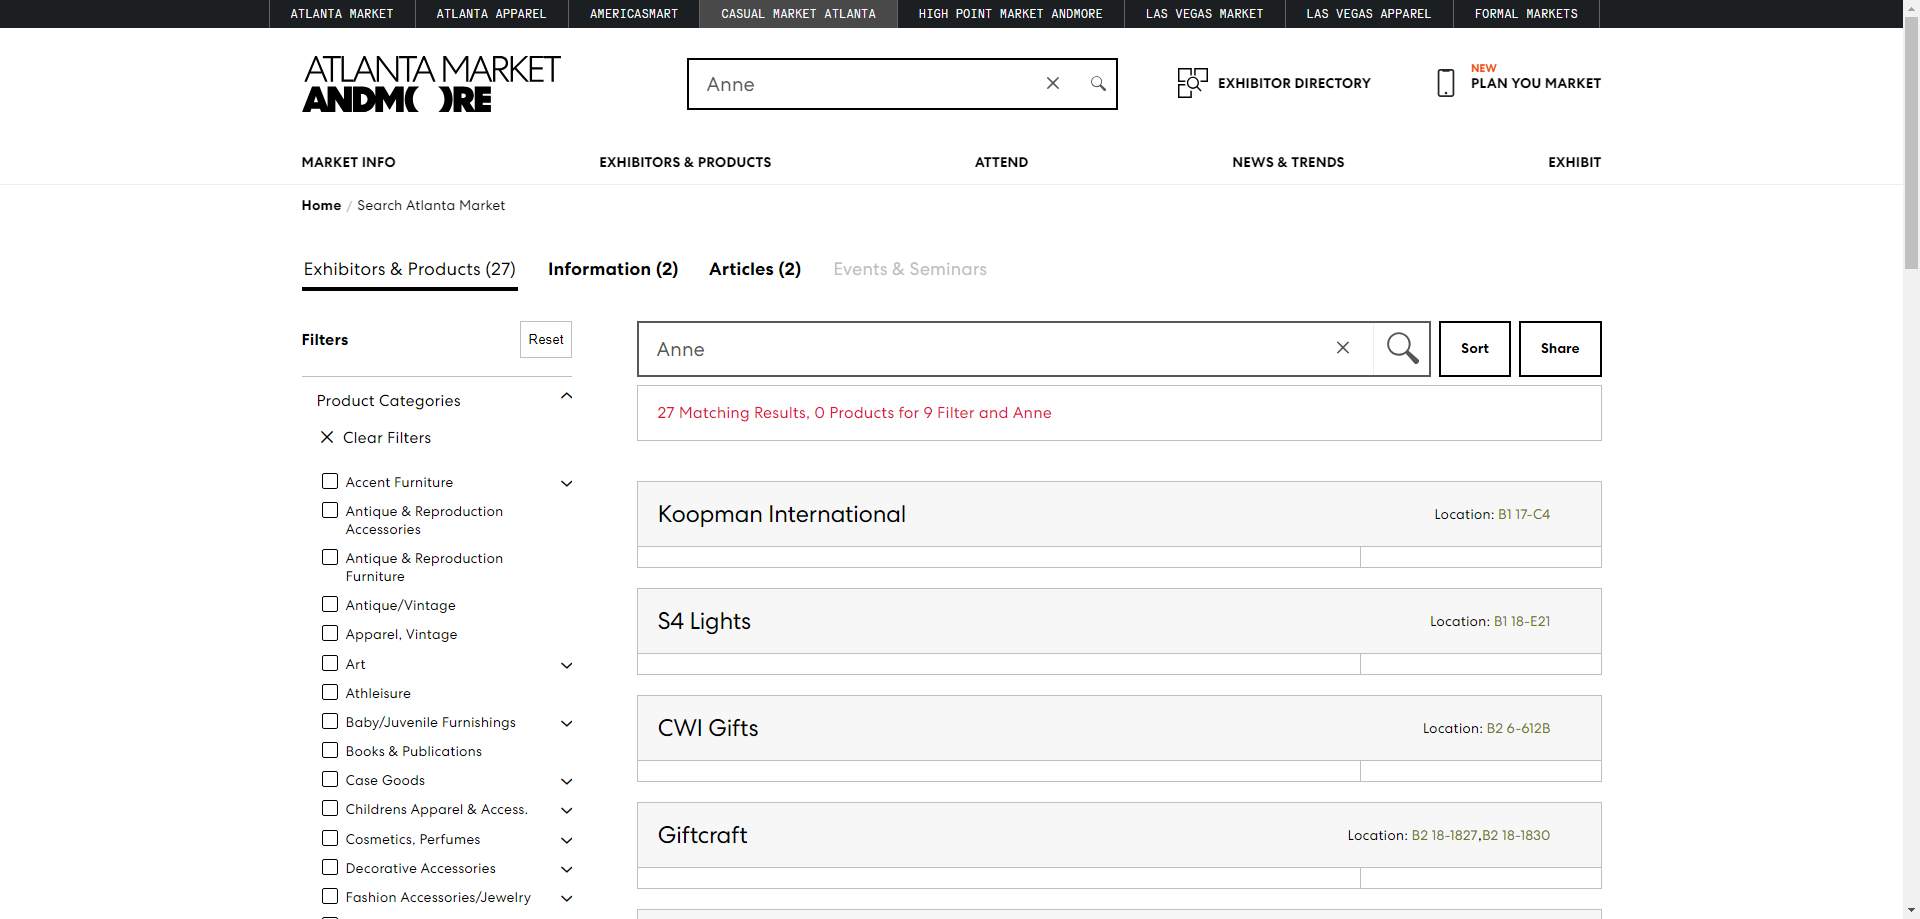 ATLANTA MARKET
ATLANTA APPAREL
AMERICASMART
CASUAL MARKET ATLANTA
HIGH POINT MARKET ANDMORE
LAS VEGAS MARKET
LAS VEGAS APPAREL
FORMAL MARKETS
ATLANTA MARKET
ANDMORE
Anne
EXHIBITOR DIRECTORY
NEW
PLAN YOU MARKET
MARKET INFO
EXHIBITORS & PRODUCTS
ATTEND
NEWS & TRENDS
EXHIBIT
Home / Search Atlanta Market
Exhibitors & Products (27)
Information (2)
Articles (2)
Events & Seminars
Filters
Reset
Product Categories
Clear Filters
Accent Furniture
Antique & Reproduction
Accessories
Antique & Reproduction
Furniture
Antique/Vintage
Apparel, Vintage
Art
Athleisure
Baby/Juvenile Furnishings
Books & Publications
Case Goods
Childrens Apparel & Access.
Cosmetics, Perfumes
Decorative Accessories
Fashion Accessories/Jewelry
Anne
Sort
Share
27 Matching Results, 0 Products for 9 Filter and Anne
Koopman International
Location: B1 17-C4
S4 Lights
Location: B1 18-E21
CWI Gifts
Location: B2 6-612B
Giftcraft
Location: B2 18-1827,B2 18-1830